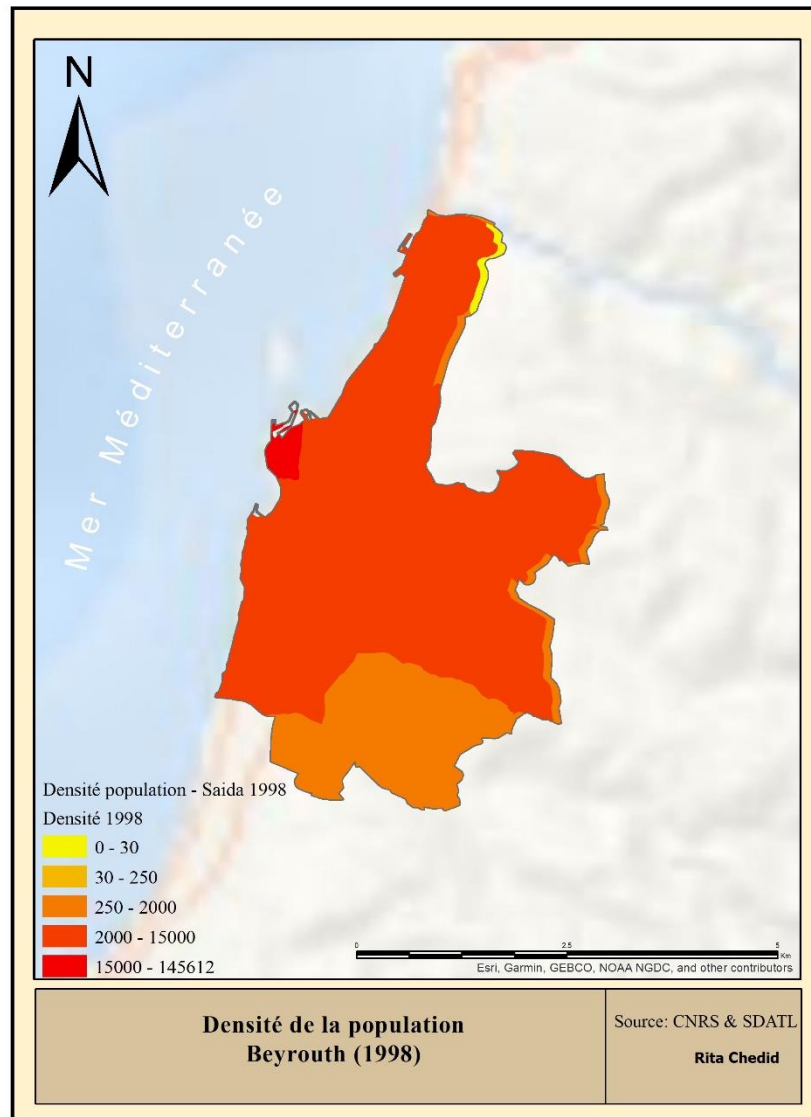 N
Mer Méditerranée
Densité population - Saida 1998
Densité 1998
0 - 30
30 - 250
250 - 2000
2000 - 15000
15000 - 145612
0 2.5 5
Km
Esri, Garmin, GEBCO, NOAA NGDC, and other contributors
Densité de la population
Beyrouth (1998)
Source: CNRS & SDATL
Rita Chedid